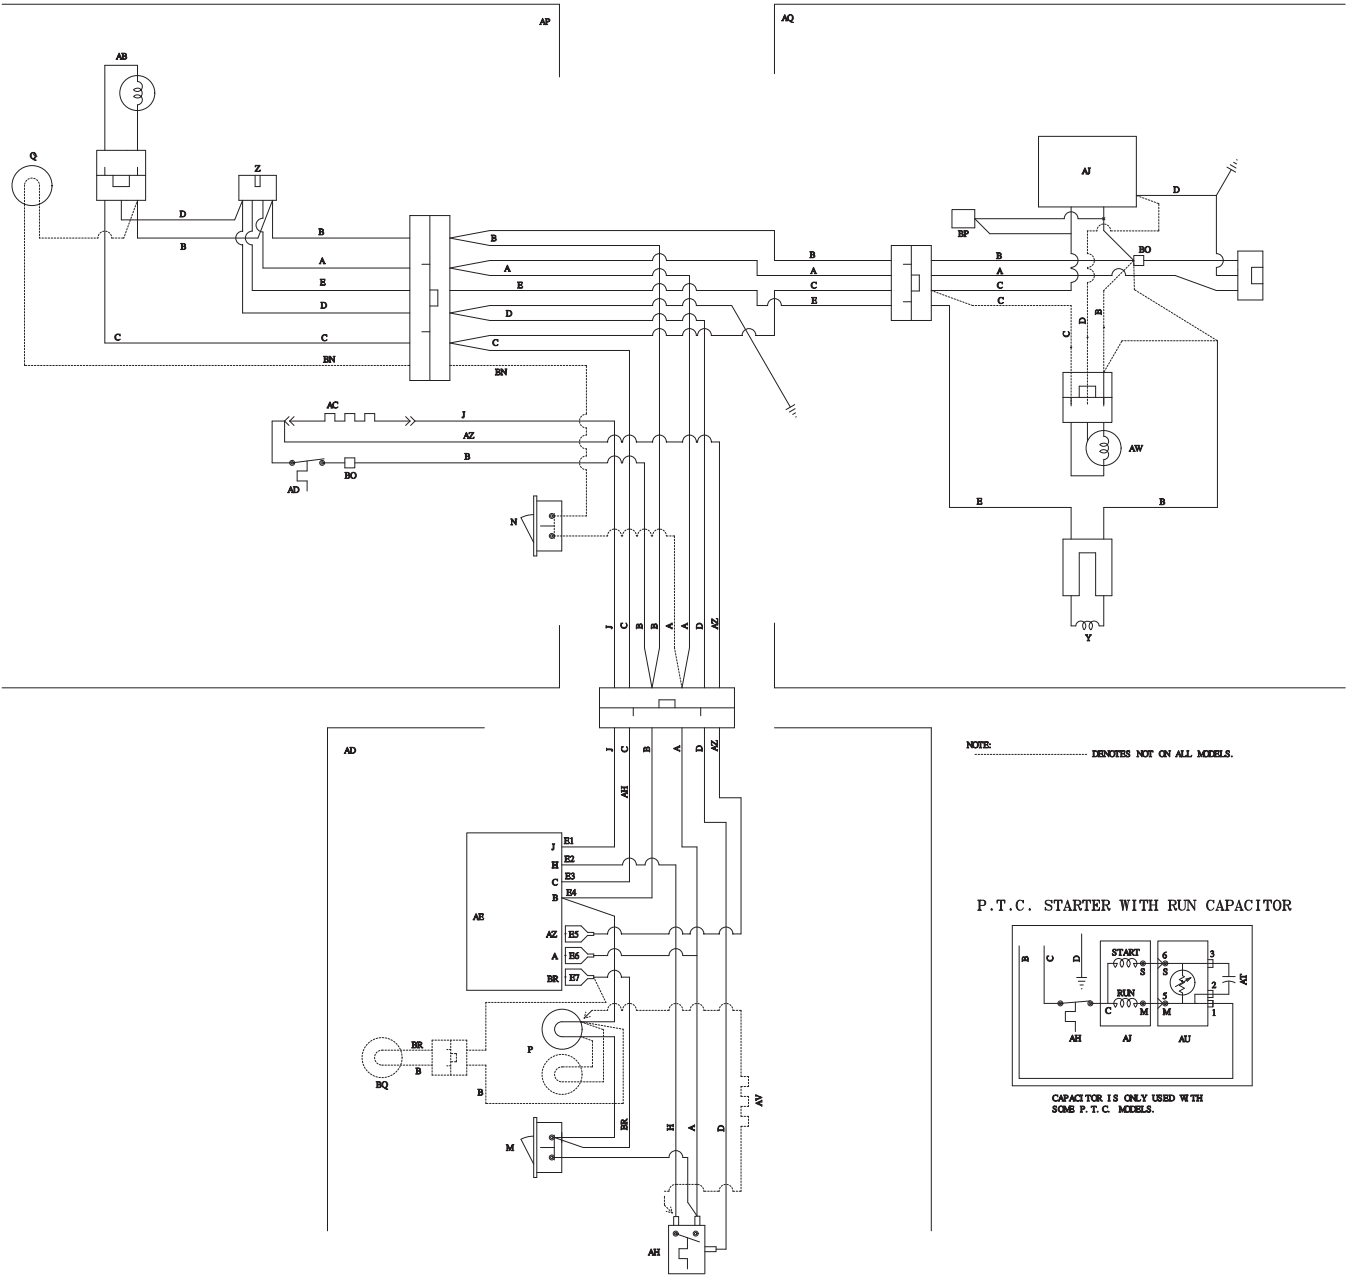 AP
AQ
AB
Q
Z
AJ
D
D
B
B
B
BP
BO
A
A
E
E
D
D
C
C
C
BN
BN
B
A
C
E
B
A
C
C
C
D
B
AC
J
AZ
B
AD
BO
AW
N
E
B
Y
J
C
B
B
A
A
D
AZ
NOTE:
DENOTES NOT ON ALL MODELS.
AD
J
C
B
A
D
AZ
AH
J
E1
H
E2
C
E3
B
E4
AE
AZ
E5
A
E6
BR
E7
P
BR
B
BQ
B
AV
M
BR
H
A
D
AH
P.T.C. STARTER WITH RUN CAPACITOR
B
C
D
START
S
6
S
3
RUN
C
M
5
M
2
1
AT
AH
AJ
AU
CAPACITOR IS ONLY USED WITH
SOME P. T. C. MODELS.